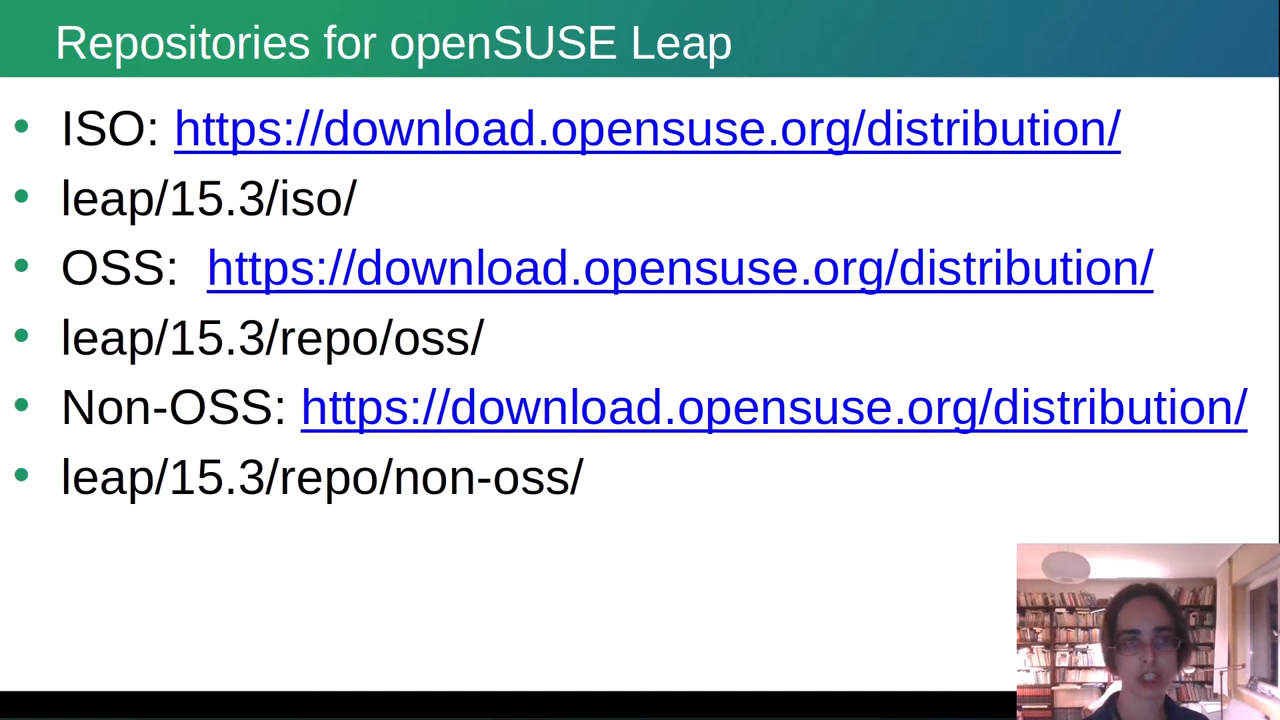 Repositories for openSUSE Leap
ISO: https://download.opensuse.org/distribution/
leap/15.3/iso/
OSS: https://download.opensuse.org/distribution/
leap/15.3/repo/oss/
Non-OSS: https://download.opensuse.org/distribution/
leap/15.3/repo/non-oss/